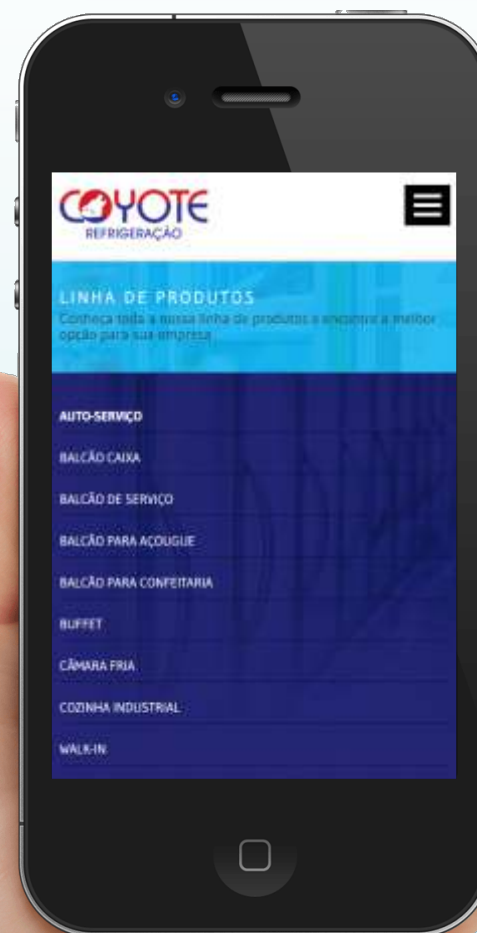 COYOTE
REFRIGERAÇÃO
LINHA DE PRODUTOS
Conheça toda a nossa linha de produtos e encontre a melhor
opção para sua empresa
AUTO-SERVIÇO
BALCÃO CAIXA
BALCÃO DE SERVIÇO
BALCÃO PARA AÇOUGUE
BALCÃO PARA CONFEITARIA
BUFFET
CÂMARA FRIA
COZINHA INDUSTRIAL
WALK-IN